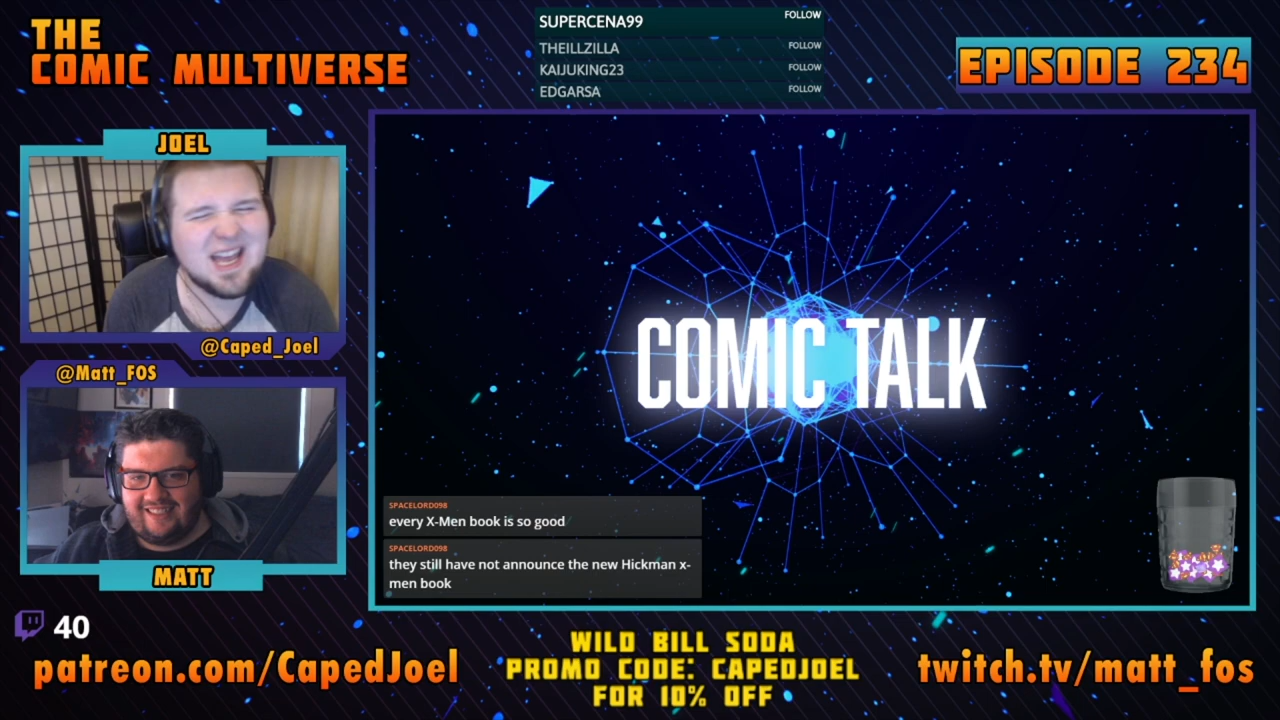 THE
COMIC MULTIVERSE
SUPERCENA99 FOLLOW
THEILLZILLA FOLLOW
KAIJUKING23 FOLLOW
EDGARSA FOLLOW
EPISODE 234
JOEL
@Caped_Joel
@Matt_FOS
MATT
COMIC TALK
SPACELORD098
every X-Men book is so good
SPACELORD098
they still have not announce the new Hickman x-
men book
40
patreon.com/CapedJoel
WILD BILL SODA
PROMO CODE: CAPEDJOEL
FOR 10% OFF
twitch.tv/matt_fos